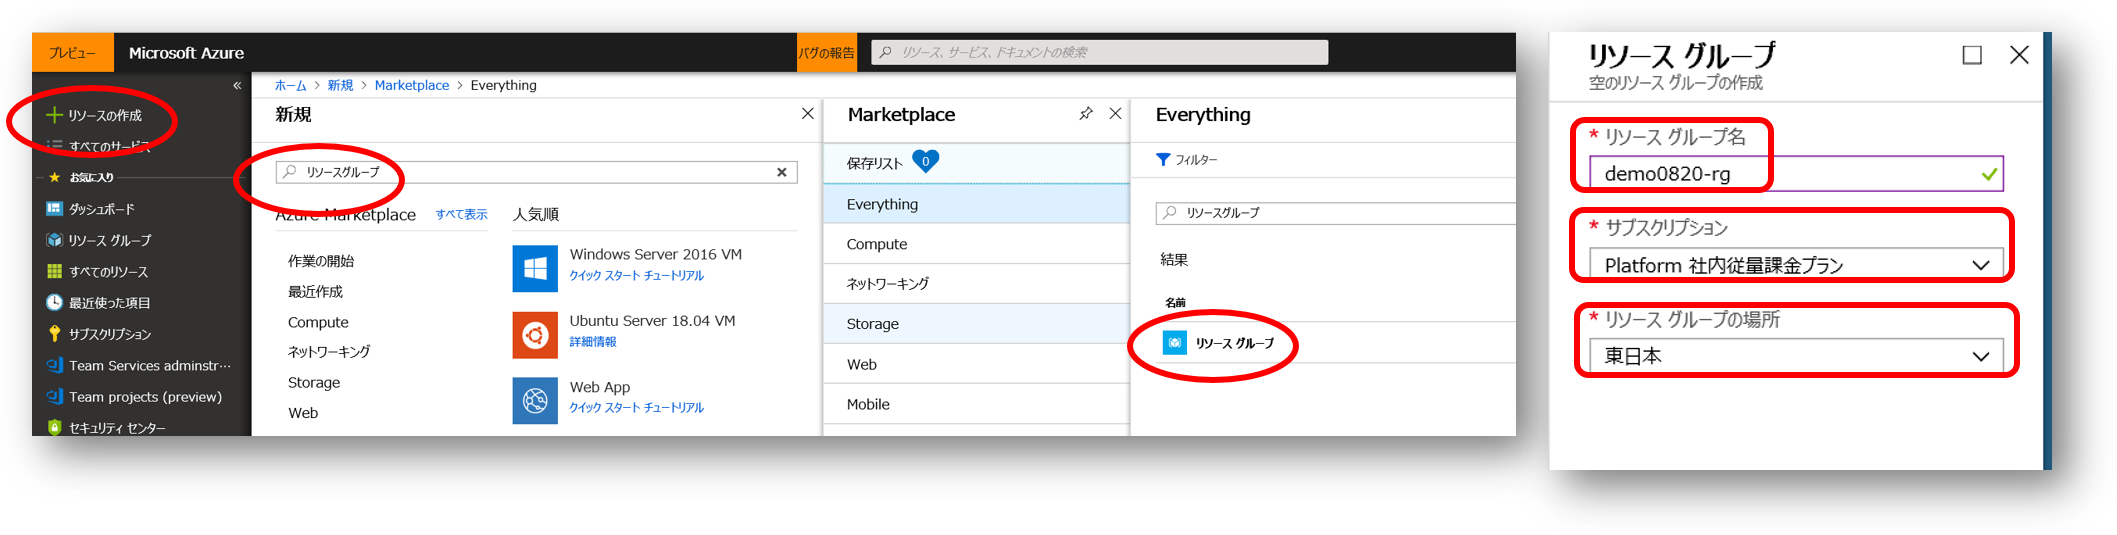 プレビュー
Microsoft Azure
バグの報告
リソース、サービス、ドキュメントの検索
«
リソースの作成
すべてのサービス
お気に入り
ダッシュボード
リソース グループ
すべてのリソース
最近使った項目
サブスクリプション
Team Services adminstr⋯
Team projects (preview)
セキュリティ センター
ホーム > 新規 > Marketplace > Everything
新規
リソースグループ
Azure Marketplace すべて表示
作業の開始
最近作成
Compute
ネットワーキング
Storage
Web
人気順
Windows Server 2016 VM
クイック スタート チュートリアル
Ubuntu Server 18.04 VM
詳細情報
Web App
クイック スタート チュートリアル
Marketplace
保存リスト 0
Everything
Compute
ネットワーキング
Storage
Web
Mobile
Everything
フィルター
リソースグループ
結果
名前
リソース グループ
リソース グループ
空のリソース グループの作成
* リソース グループ名
demo0820-rg
* サブスクリプション
Platform 社内従量課金プラン
* リソース グループの場所
東日本